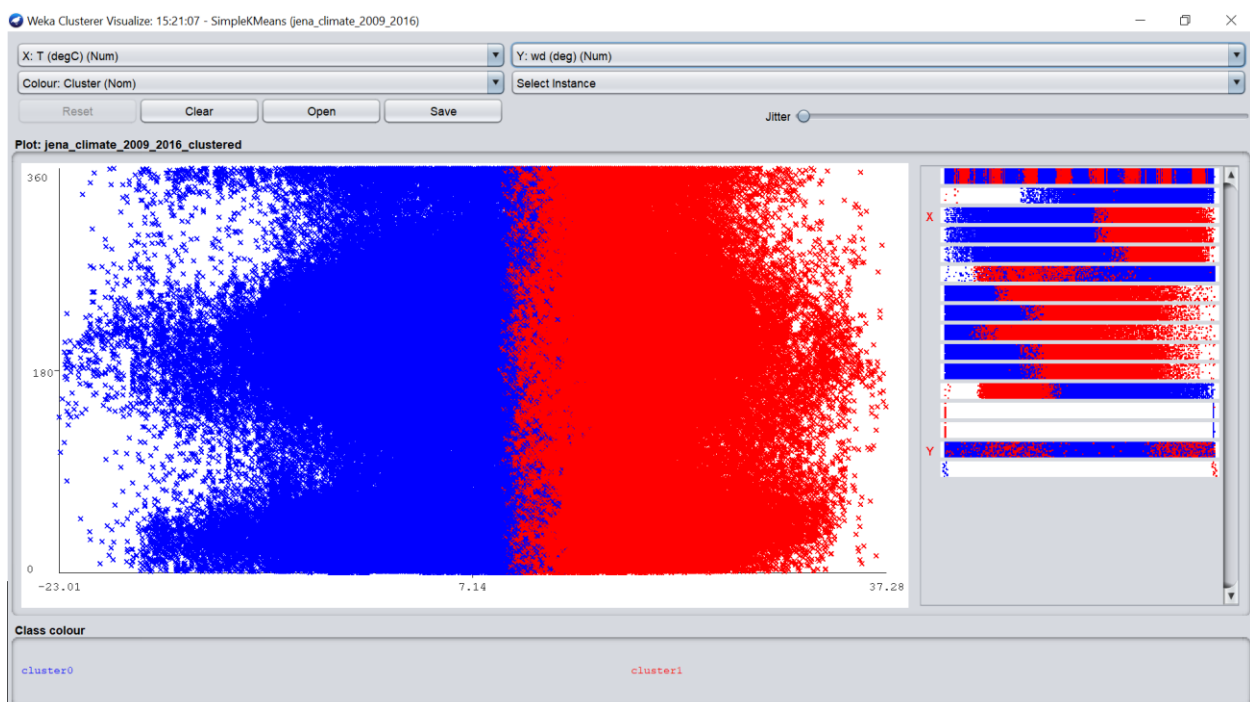 Weka Clusterer Visualize: 15:21:07 - SimpleKMeans (jena_climate_2009_2016)
X: T (degC) (Num)
Y: wd (deg) (Num)
Colour: Cluster (Nom)
Select Instance
Reset
Clear
Open
Save
Jitter
Plot: jena_climate_2009_2016_clustered
360
180
0
-23.01
7.14
37.28
X
Y
Class colour
cluster0
cluster1